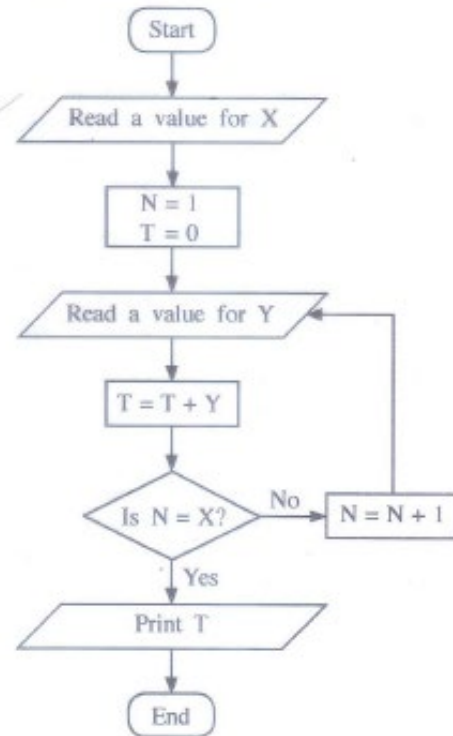 Start
Read a value for X
N = 1
T = 0
Read a value for Y
T = T + Y
Is N = X?
No
N = N + 1
Yes
Print T
End